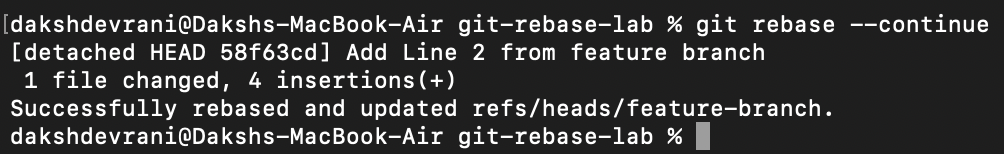 [dakshdevrani@Dakshs-MacBook-Air git-rebase-lab % git rebase --continue
[detached HEAD 58f63cd] Add Line 2 from feature branch
 1 file changed, 4 insertions(+)
Successfully rebased and updated refs/heads/feature-branch.
dakshdevrani@Dakshs-MacBook-Air git-rebase-lab %